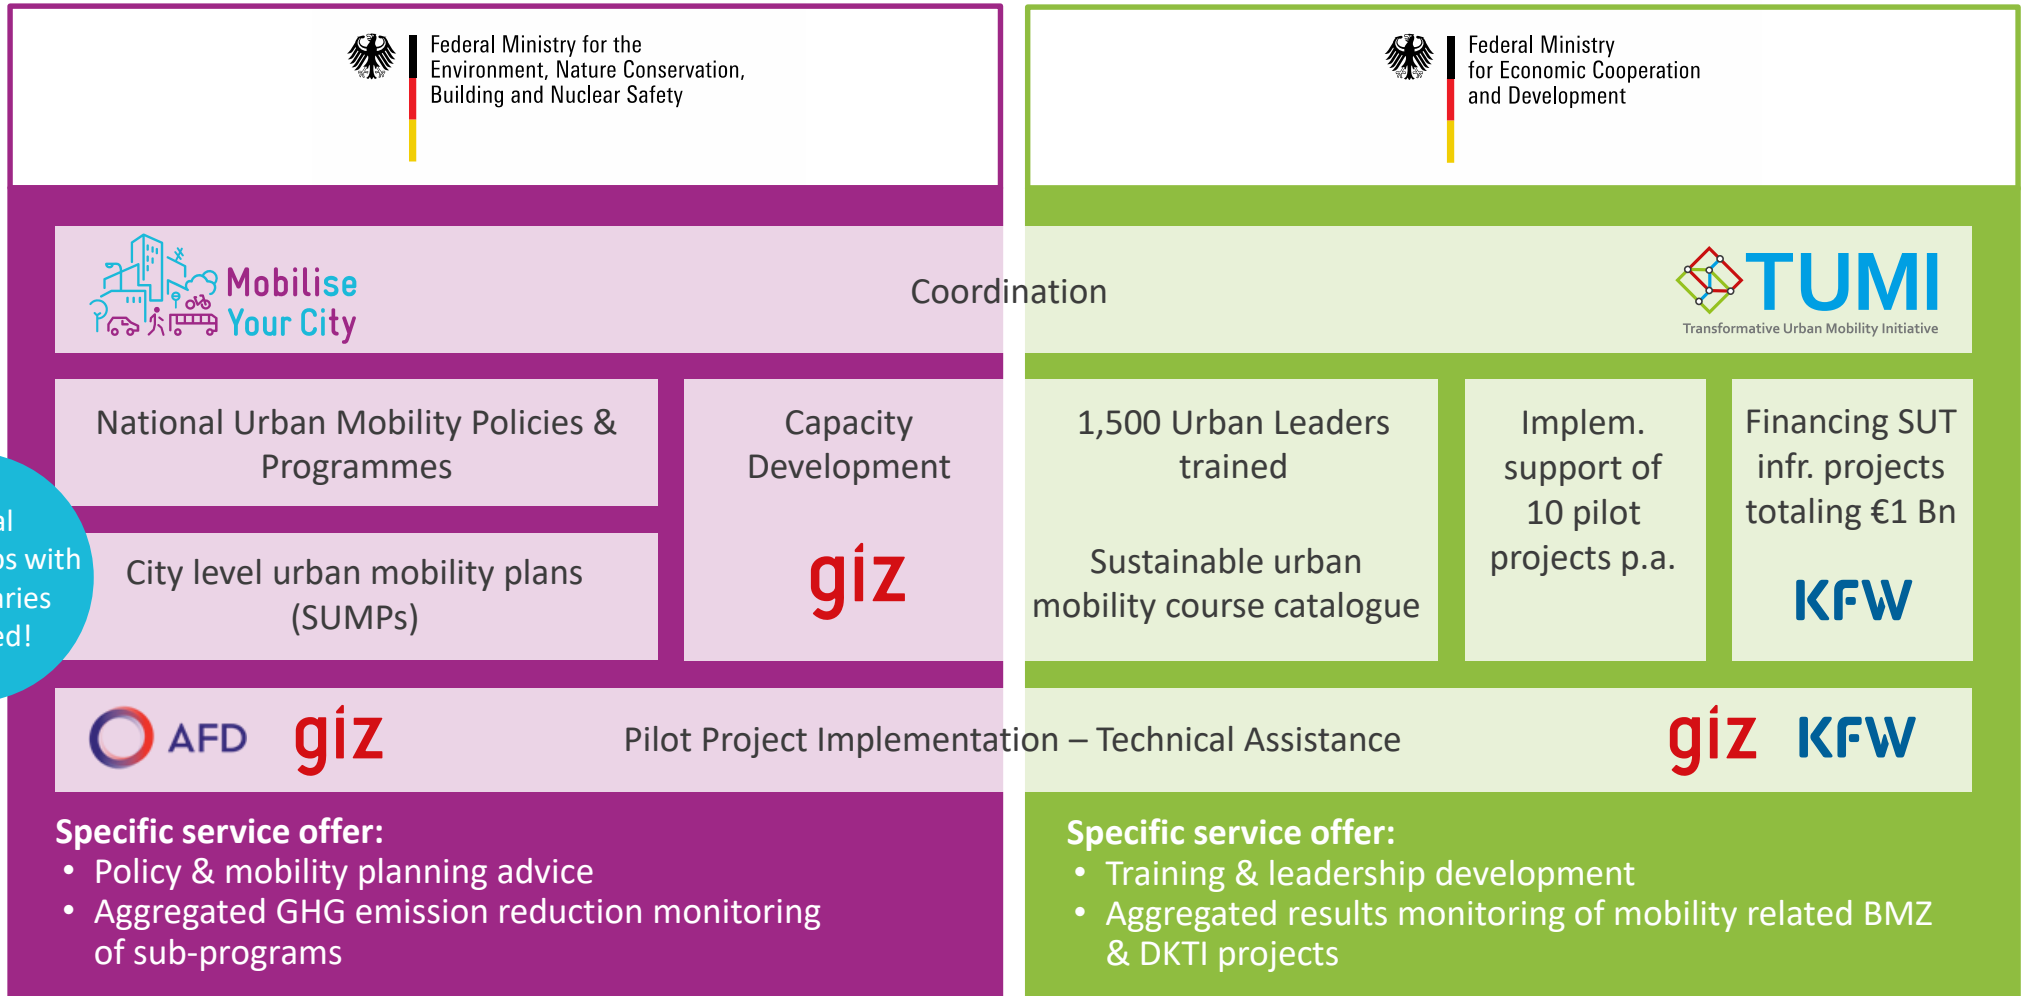 Federal Ministry for the
Environment, Nature Conservation,
Building and Nuclear Safety
Federal Ministry
for Economic Cooperation
and Development
Mobilise
Your City
Coordination
TUMI
Transformative Urban Mobility Initiative
National Urban Mobility Policies &
Programmes
Capacity
Development
giz
1,500 Urban Leaders
trained
Sustainable urban
mobility course catalogue
Implem.
support of
10 pilot
projects p.a.
Financing SUT
infr. projects
totaling €1 Bn
KFW
with
City level urban mobility plans
(SUMPs)
AFD
giz
Pilot Project Implementation – Technical Assistance
giz
KFW
Specific service offer:
• Policy & mobility planning advice
• Aggregated GHG emission reduction monitoring
of sub-programs
Specific service offer:
• Training & leadership development
• Aggregated results monitoring of mobility related BMZ
& DKTI projects